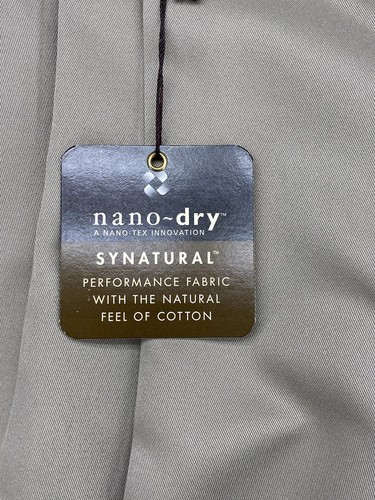 nano~dry™
A NANO-TEX INNOVATION
SYNATURAL™
PERFORMANCE FABRIC
WITH THE NATURAL
FEEL OF COTTON